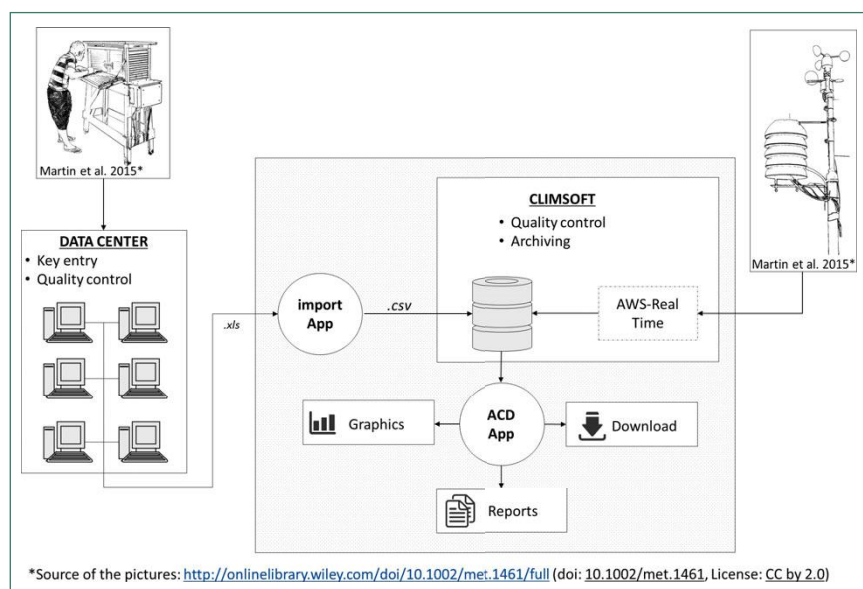 Martin et al. 2015*
DATA CENTER
• Key entry
• Quality control
.xls
import
App
.csv
CLIMSOFT
• Quality control
• Archiving
AWS-Real
Time
Martin et al. 2015*
ACD
App
Graphics
Download
Reports
*Source of the pictures: http://onlinelibrary.wiley.com/doi/10.1002/met.1461/full (doi: 10.1002/met.1461, License: CC by 2.0)